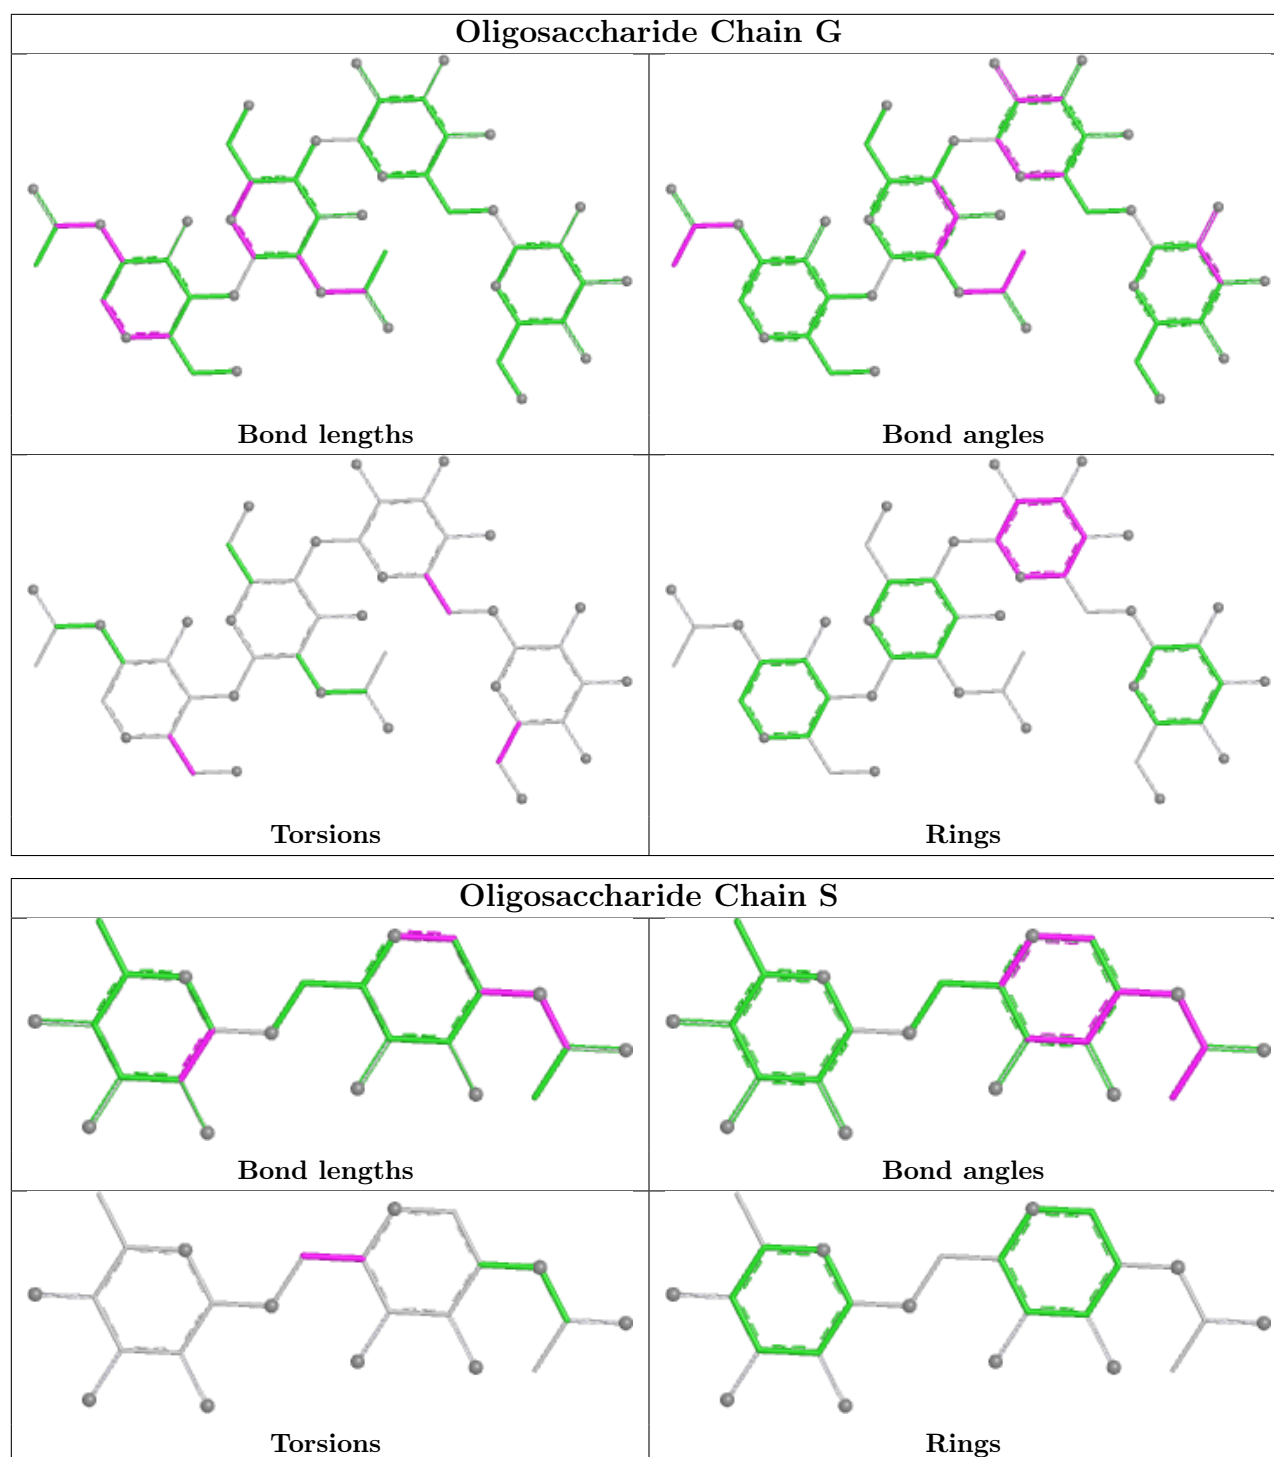 Oligosaccharide Chain G
Bond lengths
Bond angles
Torsions
Rings
Oligosaccharide Chain S
Bond lengths
Bond angles
Torsions
Rings